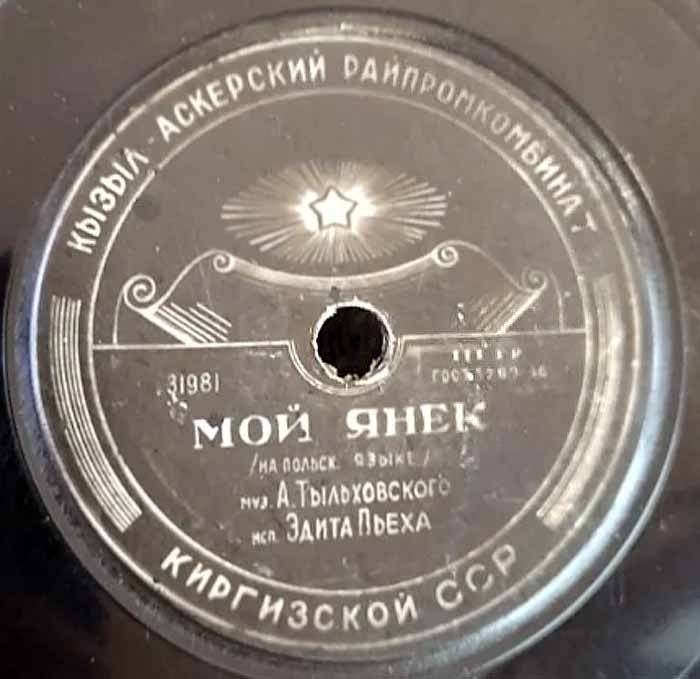 КЫЗЫЛ-АСКЕРСКИЙ РАЙПРОМКОМБИНАТ
31981
МОЙ ЯНЕК
/НА ПОЛЬСК. ЯЗЫКЕ/
МУЗ. А.ТЫЛЬХОВСКОГО
ИСП. ЭДИТА ПЬЕХА
КИРГИЗСКОЙ ССР